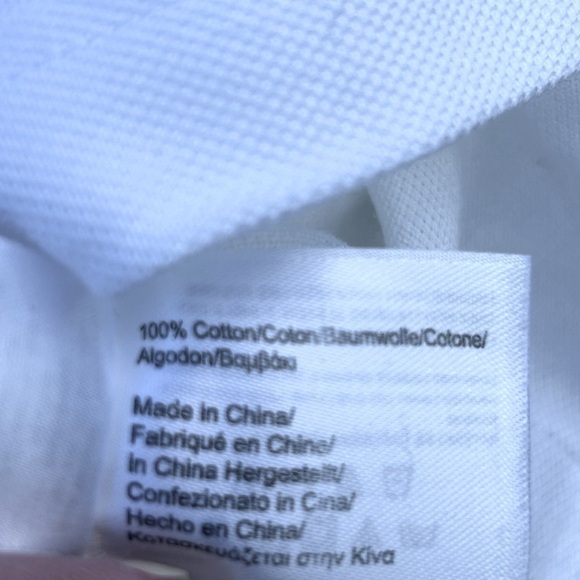 100% Cotton/Coton/Baumwolle/Cotone/
Algodon/Βαμβάκι
Made in China/
Fabriqué en Chine/
In China Hergestellt/
Confezionato in Cina/
Hecho en China/
Κατασκευάζεται στην Κίνα